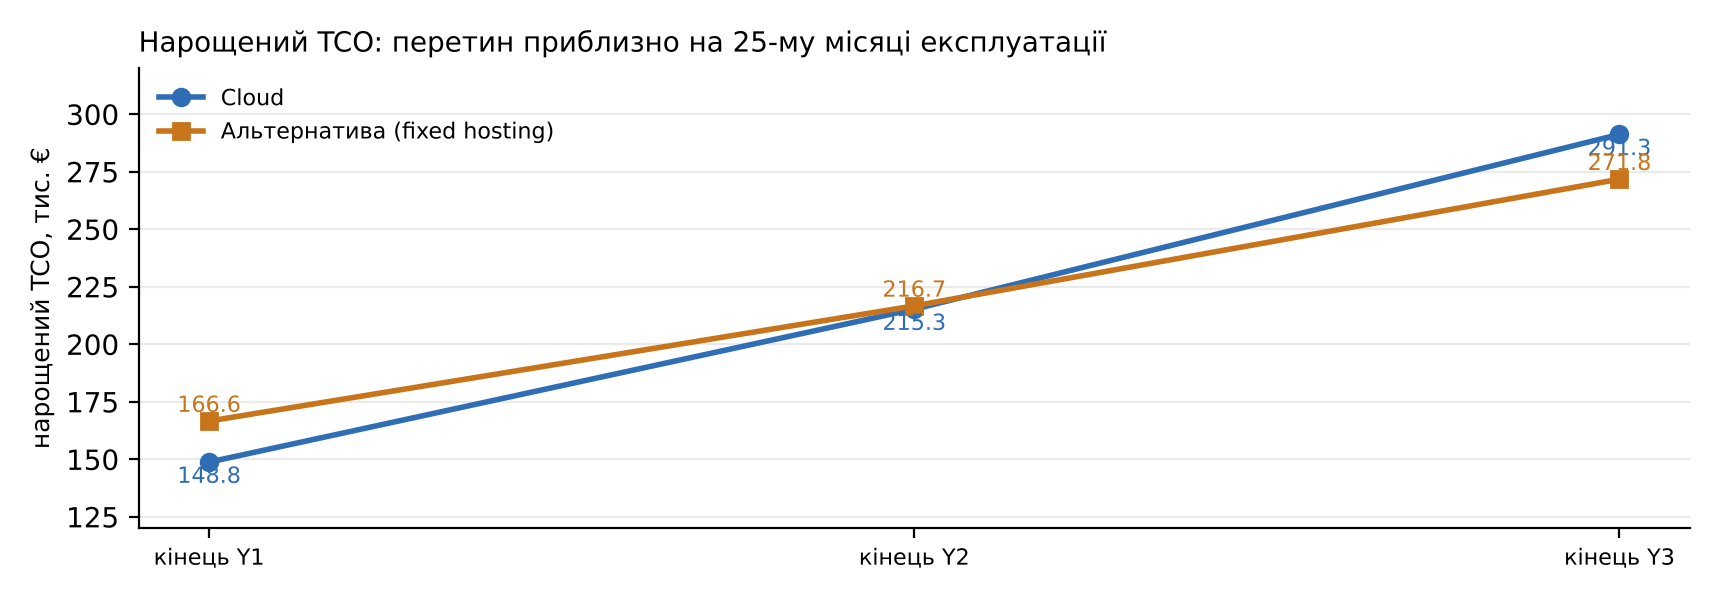 Нарощений TCO: перетин приблизно на 25-му місяці експлуатації
нарощений TCO, тис. €
300
275
250
225
200
175
150
125
Cloud
Альтернатива (fixed hosting)
166.6
148.8
216.7
215.3
291.3
271.8
кінець Y1
кінець Y2
кінець Y3